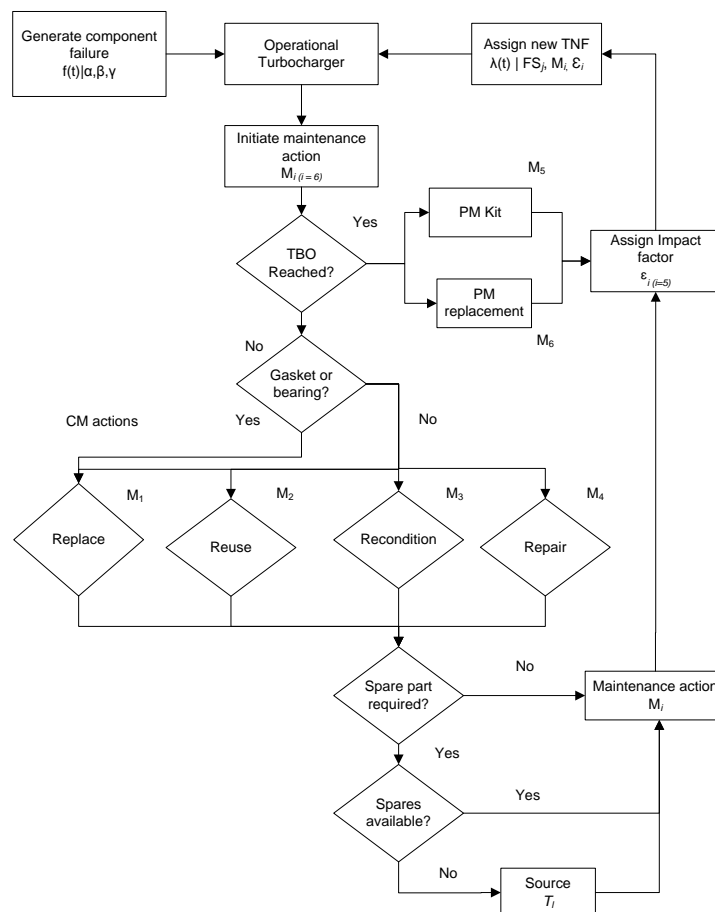 Generate component
failure
f(t)|α,β,γ
Operational
Turbocharger
Assign new TNF
λ(t) | FSj, Mi, Ɛi
Initiate maintenance
action
Mi (i = 6)
M5
Yes
PM Kit
TBO
Reached?
Assign Impact
factor
εi (i=5)
PM
replacement
M6
No
Gasket or
bearing?
CM actions
Yes
No
M1
M2
M3
M4
Replace
Reuse
Recondition
Repair
Spare part
required?
No
Maintenance action
Mi
Yes
Spares
available?
Yes
No
Source
Tl